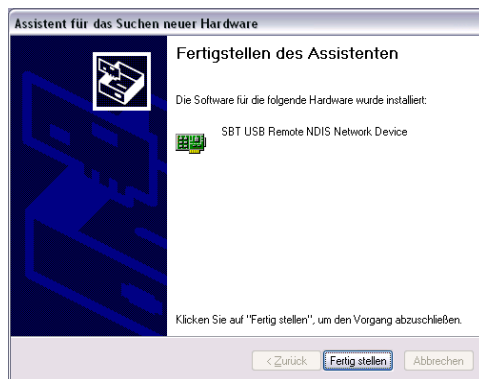 Assistent für das Suchen neuer Hardware
Fertigstellen des Assistenten
Die Software für die folgende Hardware wurde installiert:
SBT USB Remote NDIS Network Device
Klicken Sie auf "Fertig stellen", um den Vorgang abzuschließen.
< Zurück Fertig stellen Abbrechen